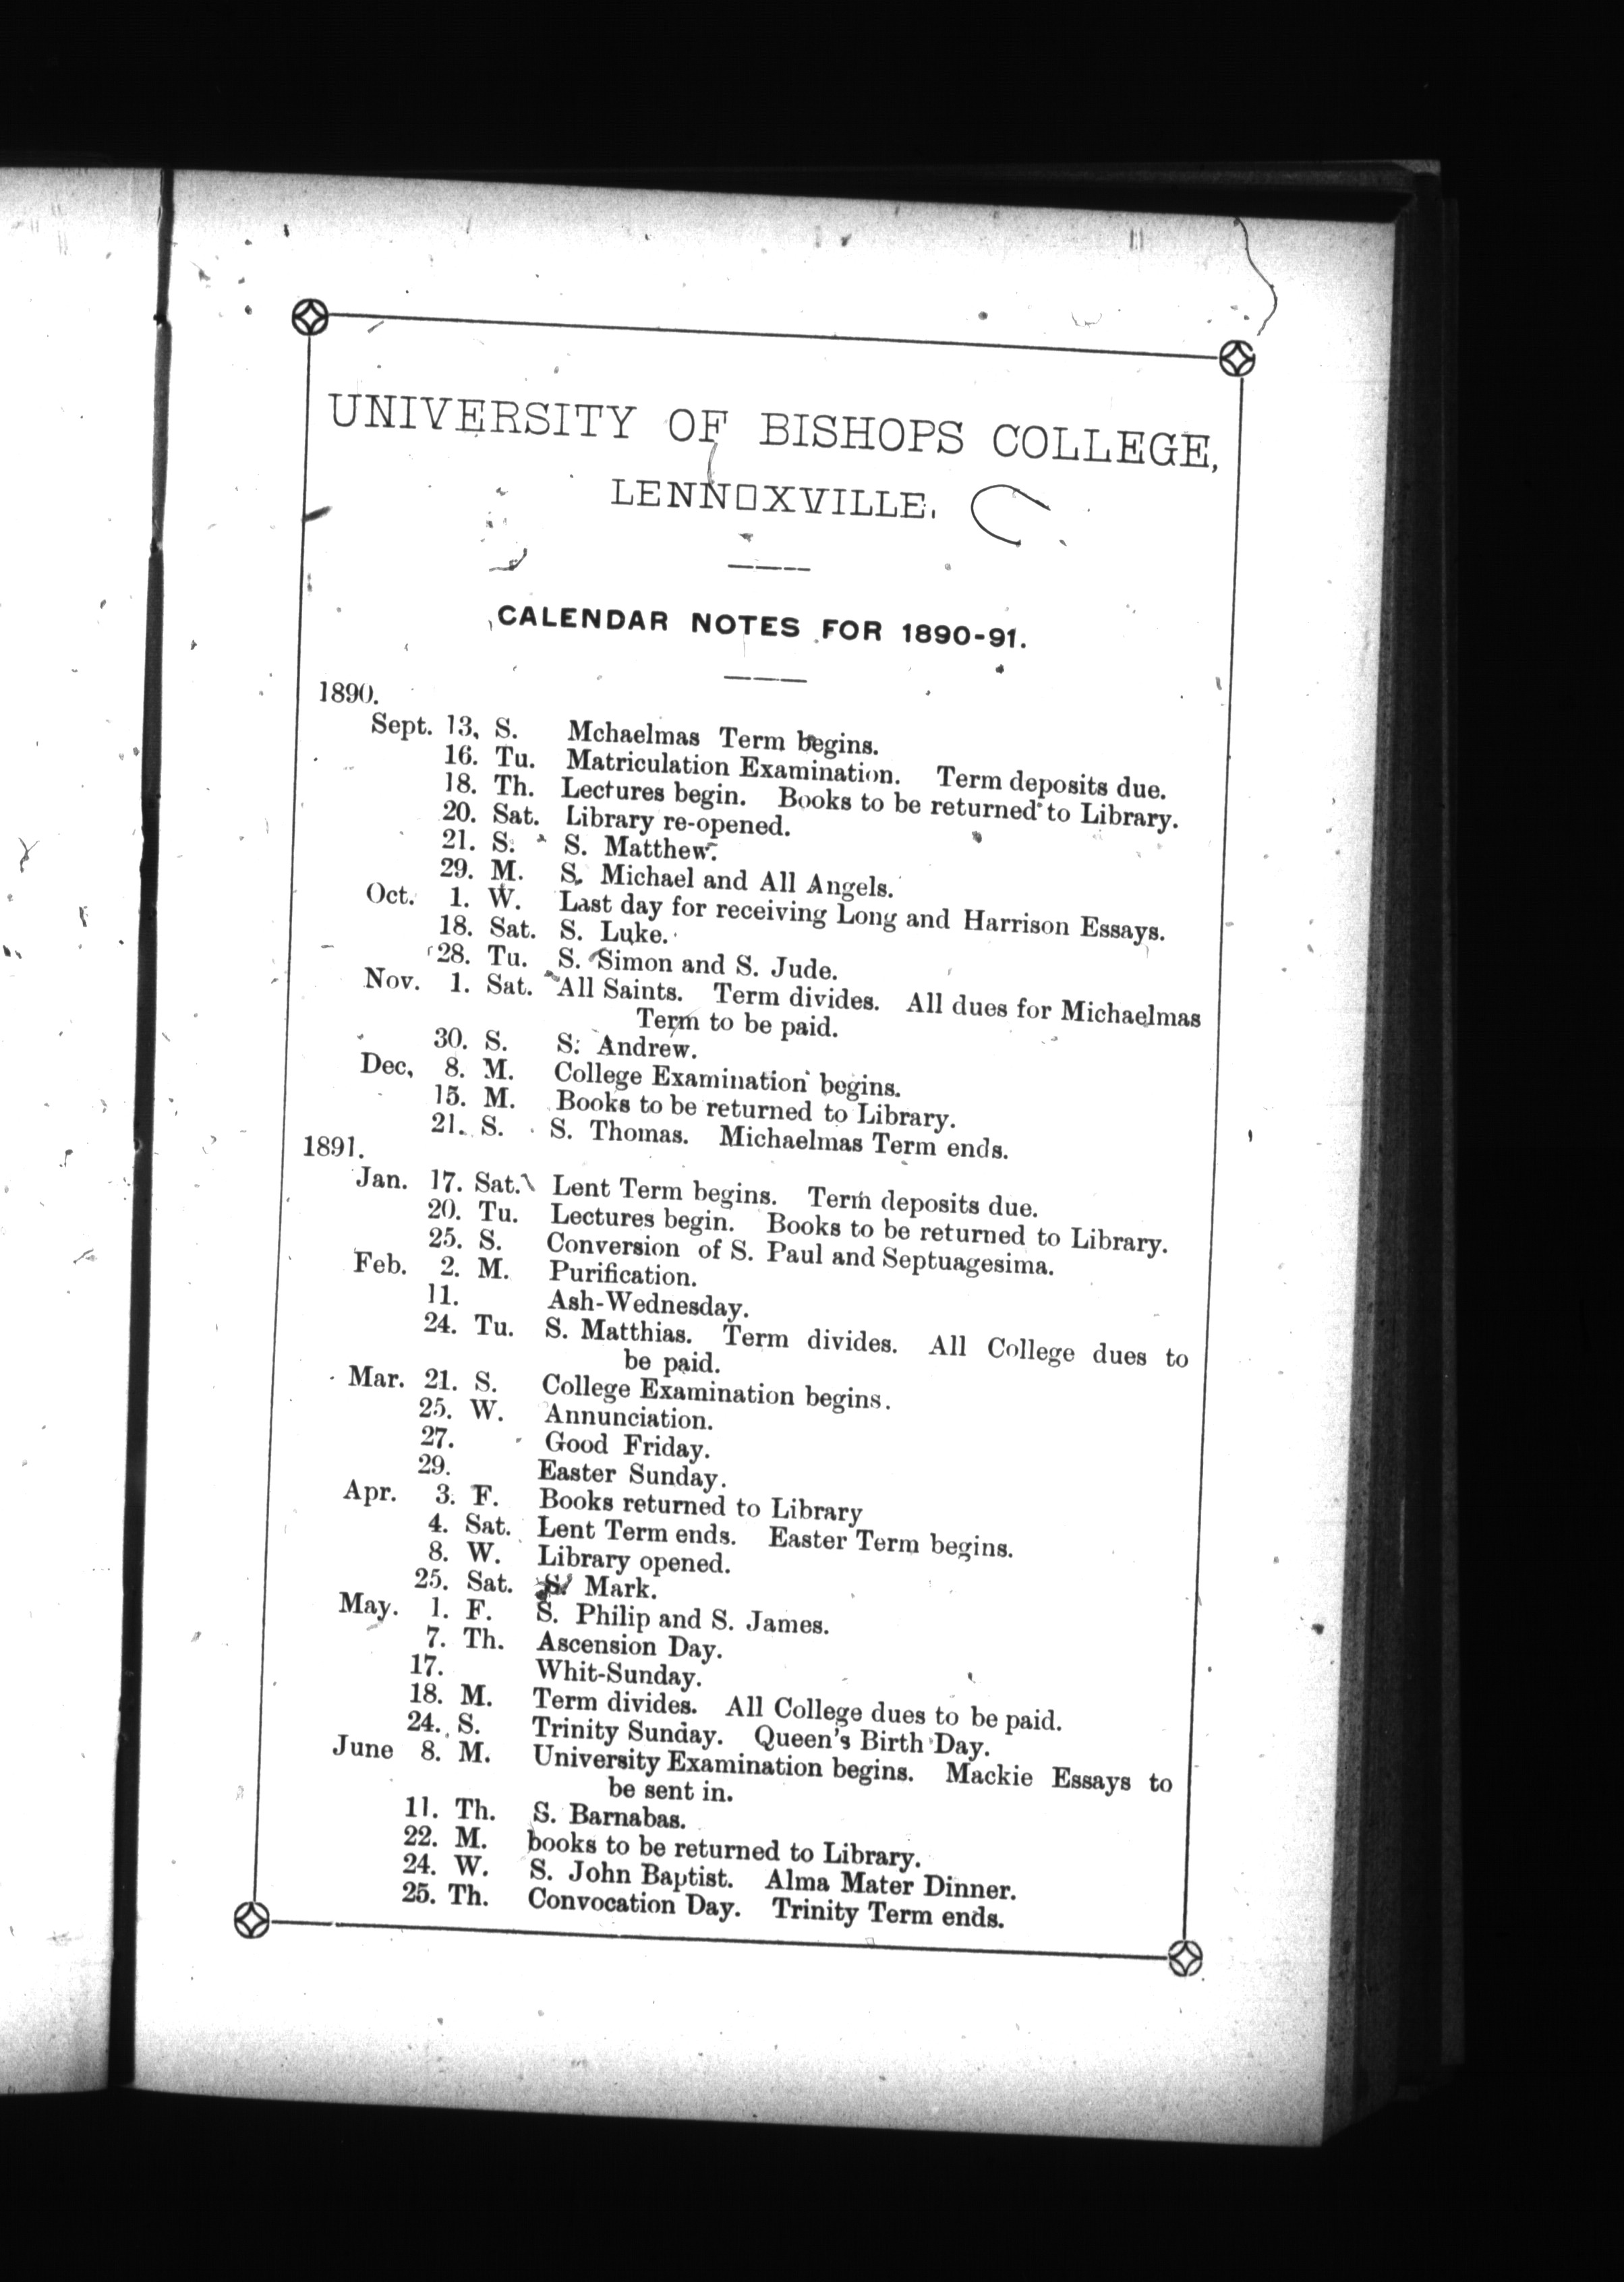 UNIVERSITY OF BISHOPS COLLEGE,
LENNOXVILLE.
CALENDAR NOTES FOR 1890-91.
1890.
Sept. 13, S. Mchaelmas Term begins.
16. Tu. Matriculation Examination. Term deposits due.
18. Th. Lectures begin. Books to be returned to Library.
20. Sat. Library re-opened.
21. S. S. Matthew.
29. M. S. Michael and All Angels.
Oct. 1. W. Last day for receiving Long and Harrison Essays.
18. Sat. S. Luke.
28. Tu. S. Simon and S. Jude.
Nov. 1. Sat. All Saints. Term divides. All dues for Michaelmas
Term to be paid.
30. S. S. Andrew.
Dec, 8. M. College Examination begins.
15. M. Books to be returned to Library.
21. S. S. Thomas. Michaelmas Term ends.
1891.
Jan. 17. Sat. Lent Term begins. Term deposits due.
20. Tu. Lectures begin. Books to be returned to Library.
25. S. Conversion of S. Paul and Septuagesima.
Feb. 2. M. Purification.
11. Ash-Wednesday.
24. Tu. S. Matthias. Term divides. All College dues to
be paid.
Mar. 21. S. College Examination begins.
25. W. Annunciation.
27. Good Friday.
29. Easter Sunday.
Apr. 3. F. Books returned to Library
4. Sat. Lent Term ends. Easter Term begins.
8. W. Library opened.
25. Sat. S. Mark.
May. 1. F. S. Philip and S. James.
7. Th. Ascension Day.
17. Whit-Sunday.
18. M. Term divides. All College dues to be paid.
24. S. Trinity Sunday. Queen's Birth Day.
June 8. M. University Examination begins. Mackie Essays to
be sent in.
11. Th. S. Barnabas.
22. M. books to be returned to Library.
24. W. S. John Baptist. Alma Mater Dinner.
25. Th. Convocation Day. Trinity Term ends.